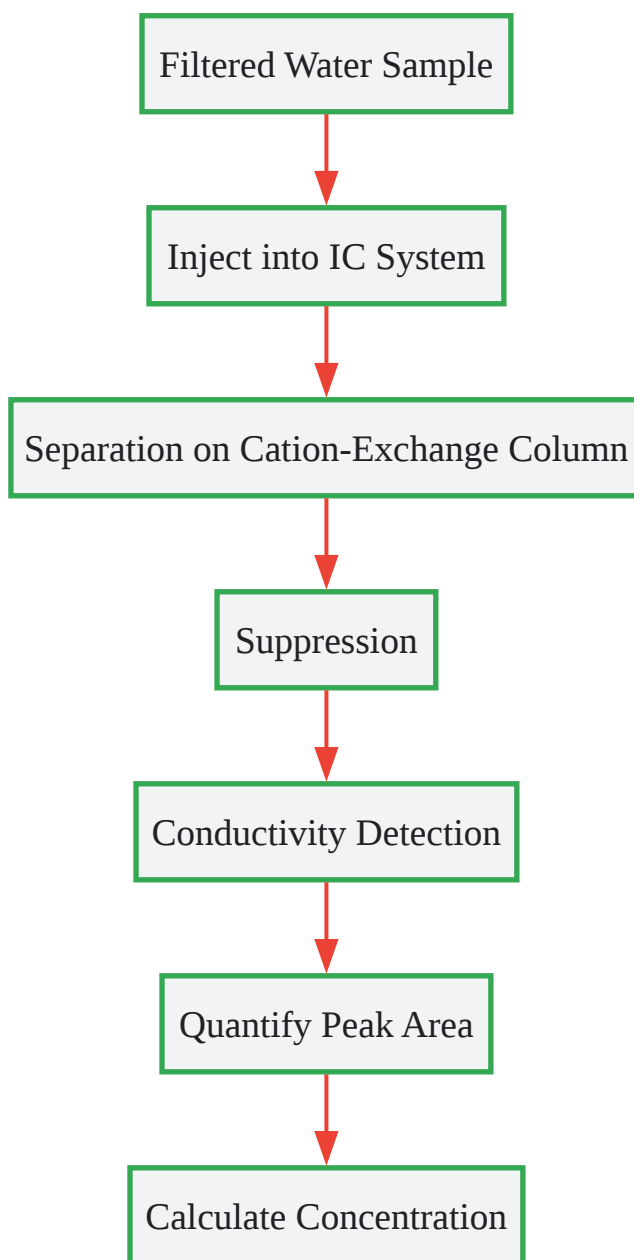 Filtered Water Sample
Inject into IC System
Separation on Cation-Exchange Column
Suppression
Conductivity Detection
Quantify Peak Area
Calculate Concentration